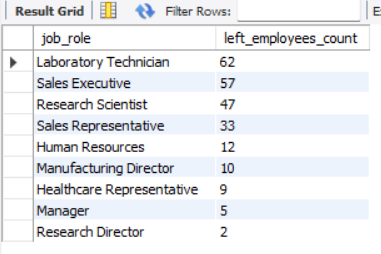 Result Grid Filter Rows: E
job_role left_employees_count
Laboratory Technician 62
Sales Executive 57
Research Scientist 47
Sales Representative 33
Human Resources 12
Manufacturing Director 10
Healthcare Representative 9
Manager 5
Research Director 2